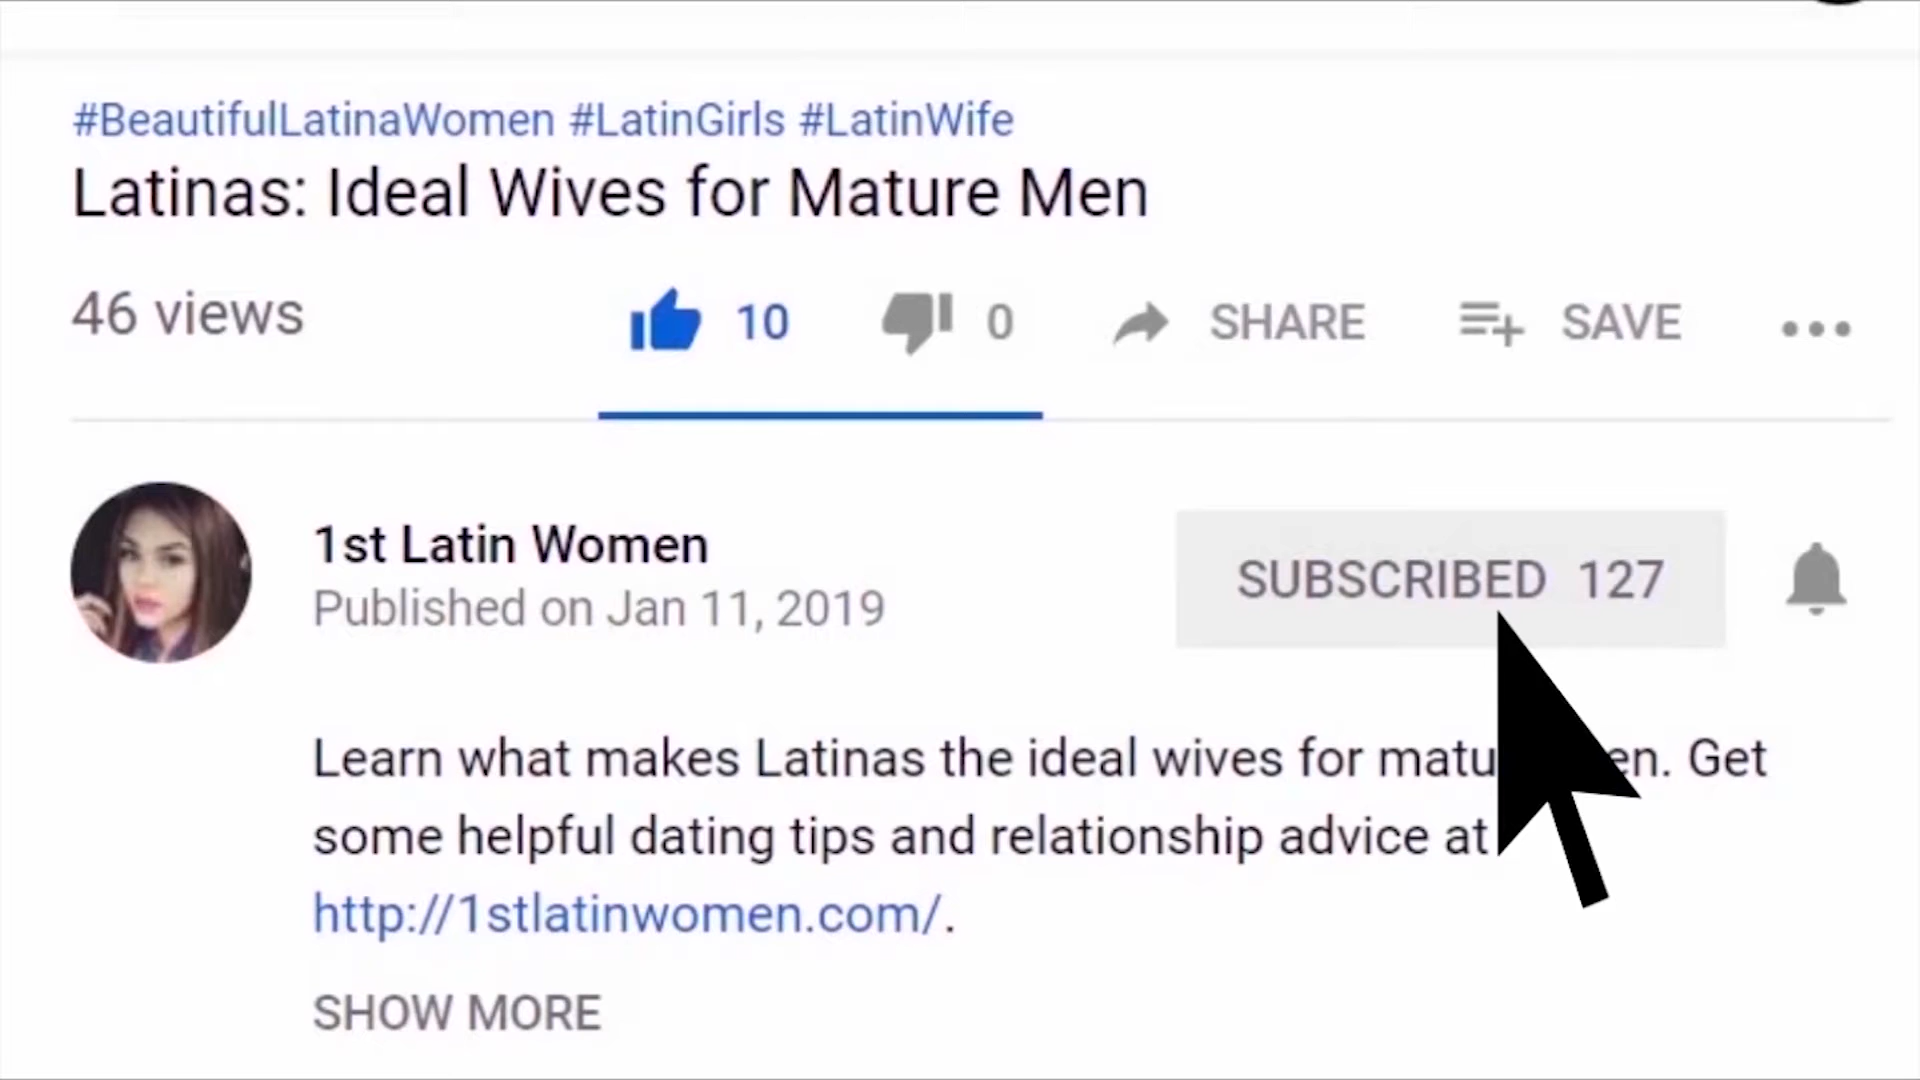 #BeautifulLatinaWomen #LatinGirls #LatinWife
Latinas: Ideal Wives for Mature Men
46 views 10 0 SHARE SAVE
1st Latin Women
Published on Jan 11, 2019
SUBSCRIBED 127
Learn what makes Latinas the ideal wives for matu en. Get
some helpful dating tips and relationship advice at
http://1stlatinwomen.com/.
SHOW MORE